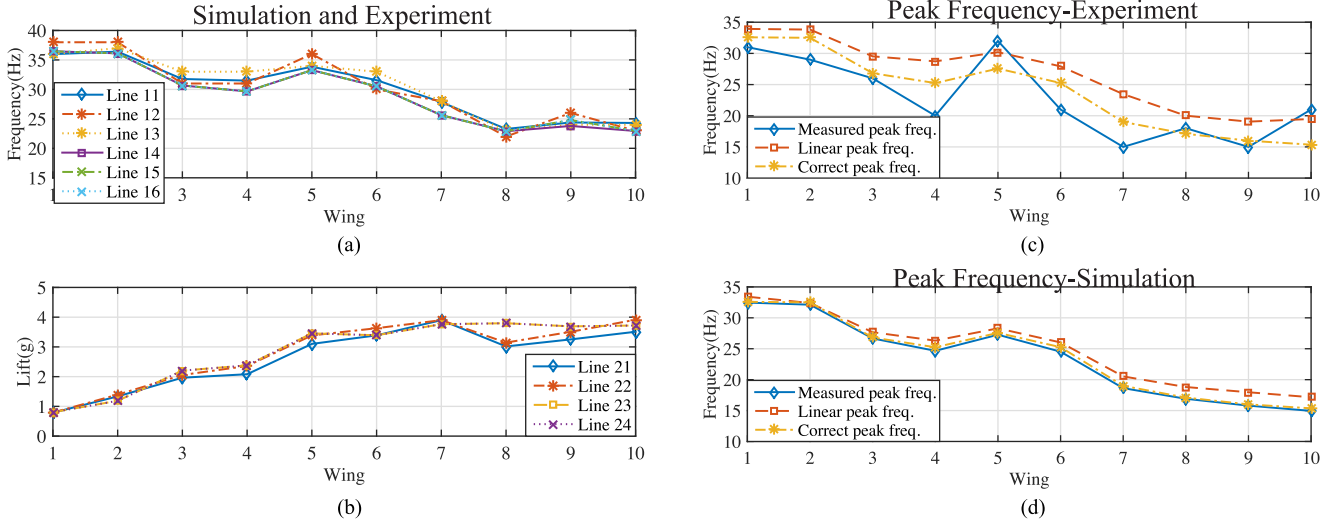 Simulation and Experiment
Frequency(Hz)
40
35
30
25
20
15
Line 11
Line 12
Line 13
Line 14
Line 15
Line 16
1 2 3 4 5 6 7 8 9 10
Wing
(a)
Lift(g)
5
4
3
2
1
0
Line 21
Line 22
Line 23
Line 24
1 2 3 4 5 6 7 8 9 10
Wing
(b)
Peak Frequency-Experiment
Frequency(Hz)
35
30
25
20
15
10
Measured peak freq.
Linear peak freq.
Correct peak freq.
1 2 3 4 5 6 7 8 9 10
Wing
(c)
Peak Frequency-Simulation
Frequency(Hz)
35
30
25
20
15
10
Measured peak freq.
Linear peak freq.
Correct peak freq.
1 2 3 4 5 6 7 8 9 10
Wing
(d)